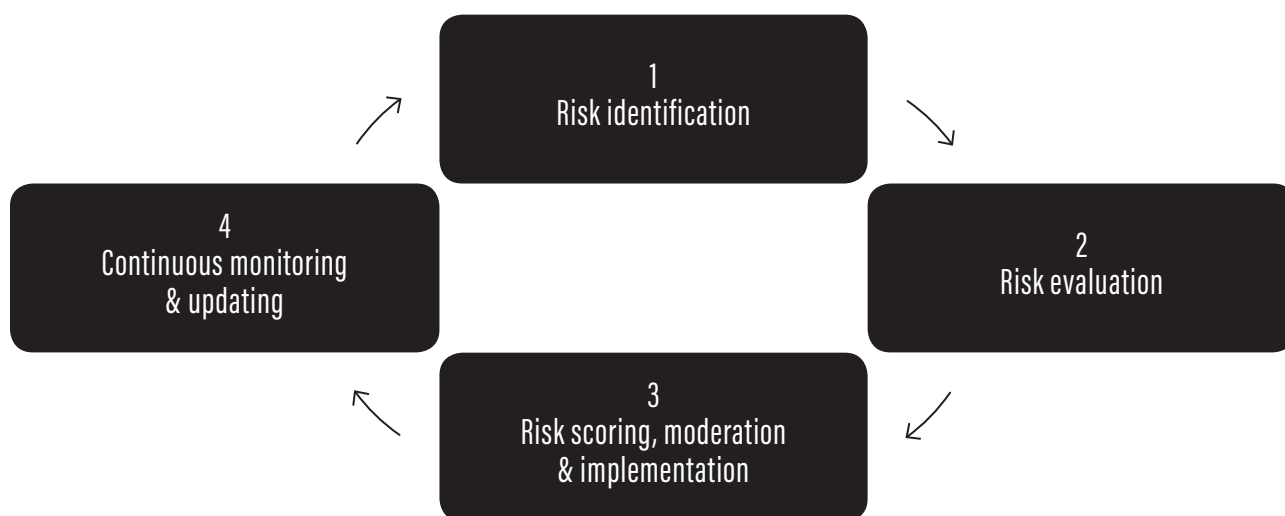 1
Risk identification
2
Risk evaluation
3
Risk scoring, moderation
& implementation
4
Continuous monitoring
& updating